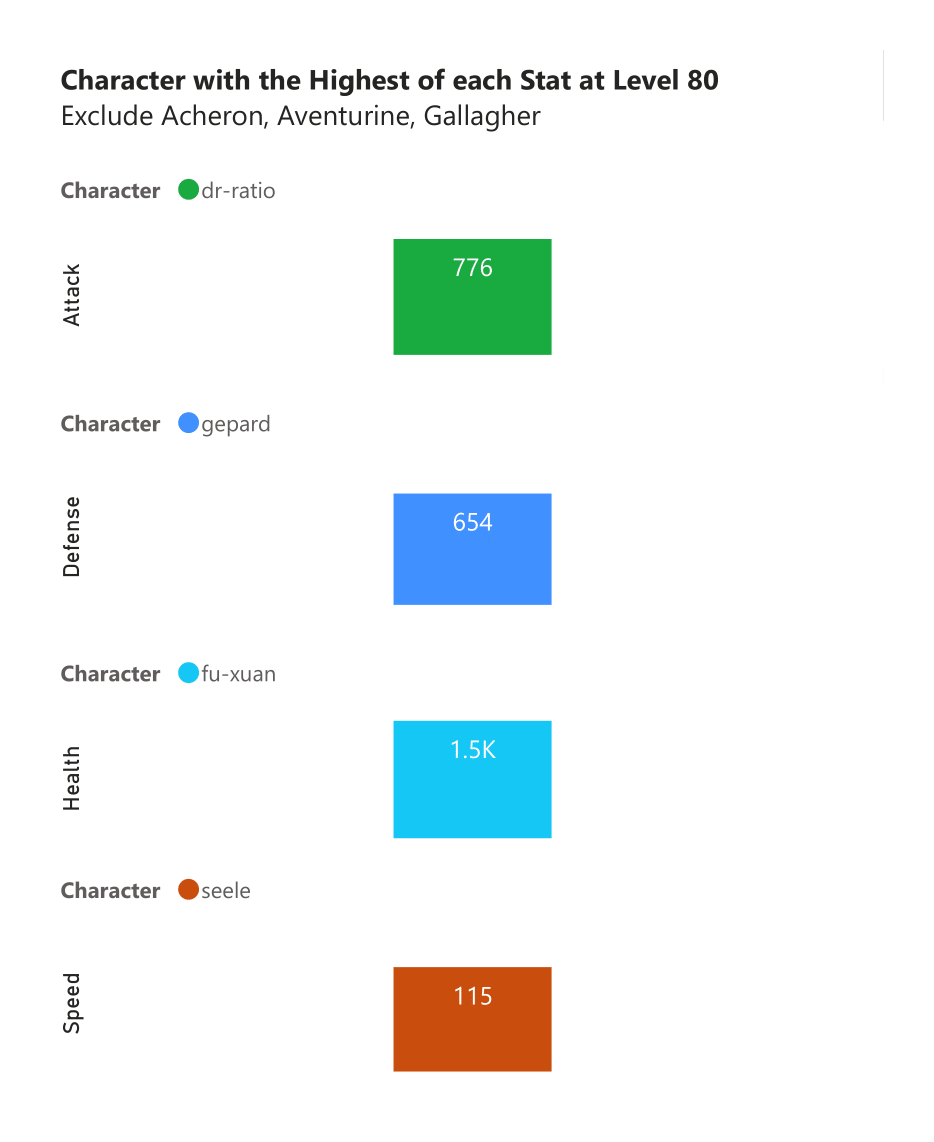 Character with the Highest of each Stat at Level 80
Exclude Acheron, Aventurine, Gallagher
Character dr-ratio
Attack
776
Character gepard
Defense
654
Character fu-xuan
Health
1.5K
Character seele
Speed
115